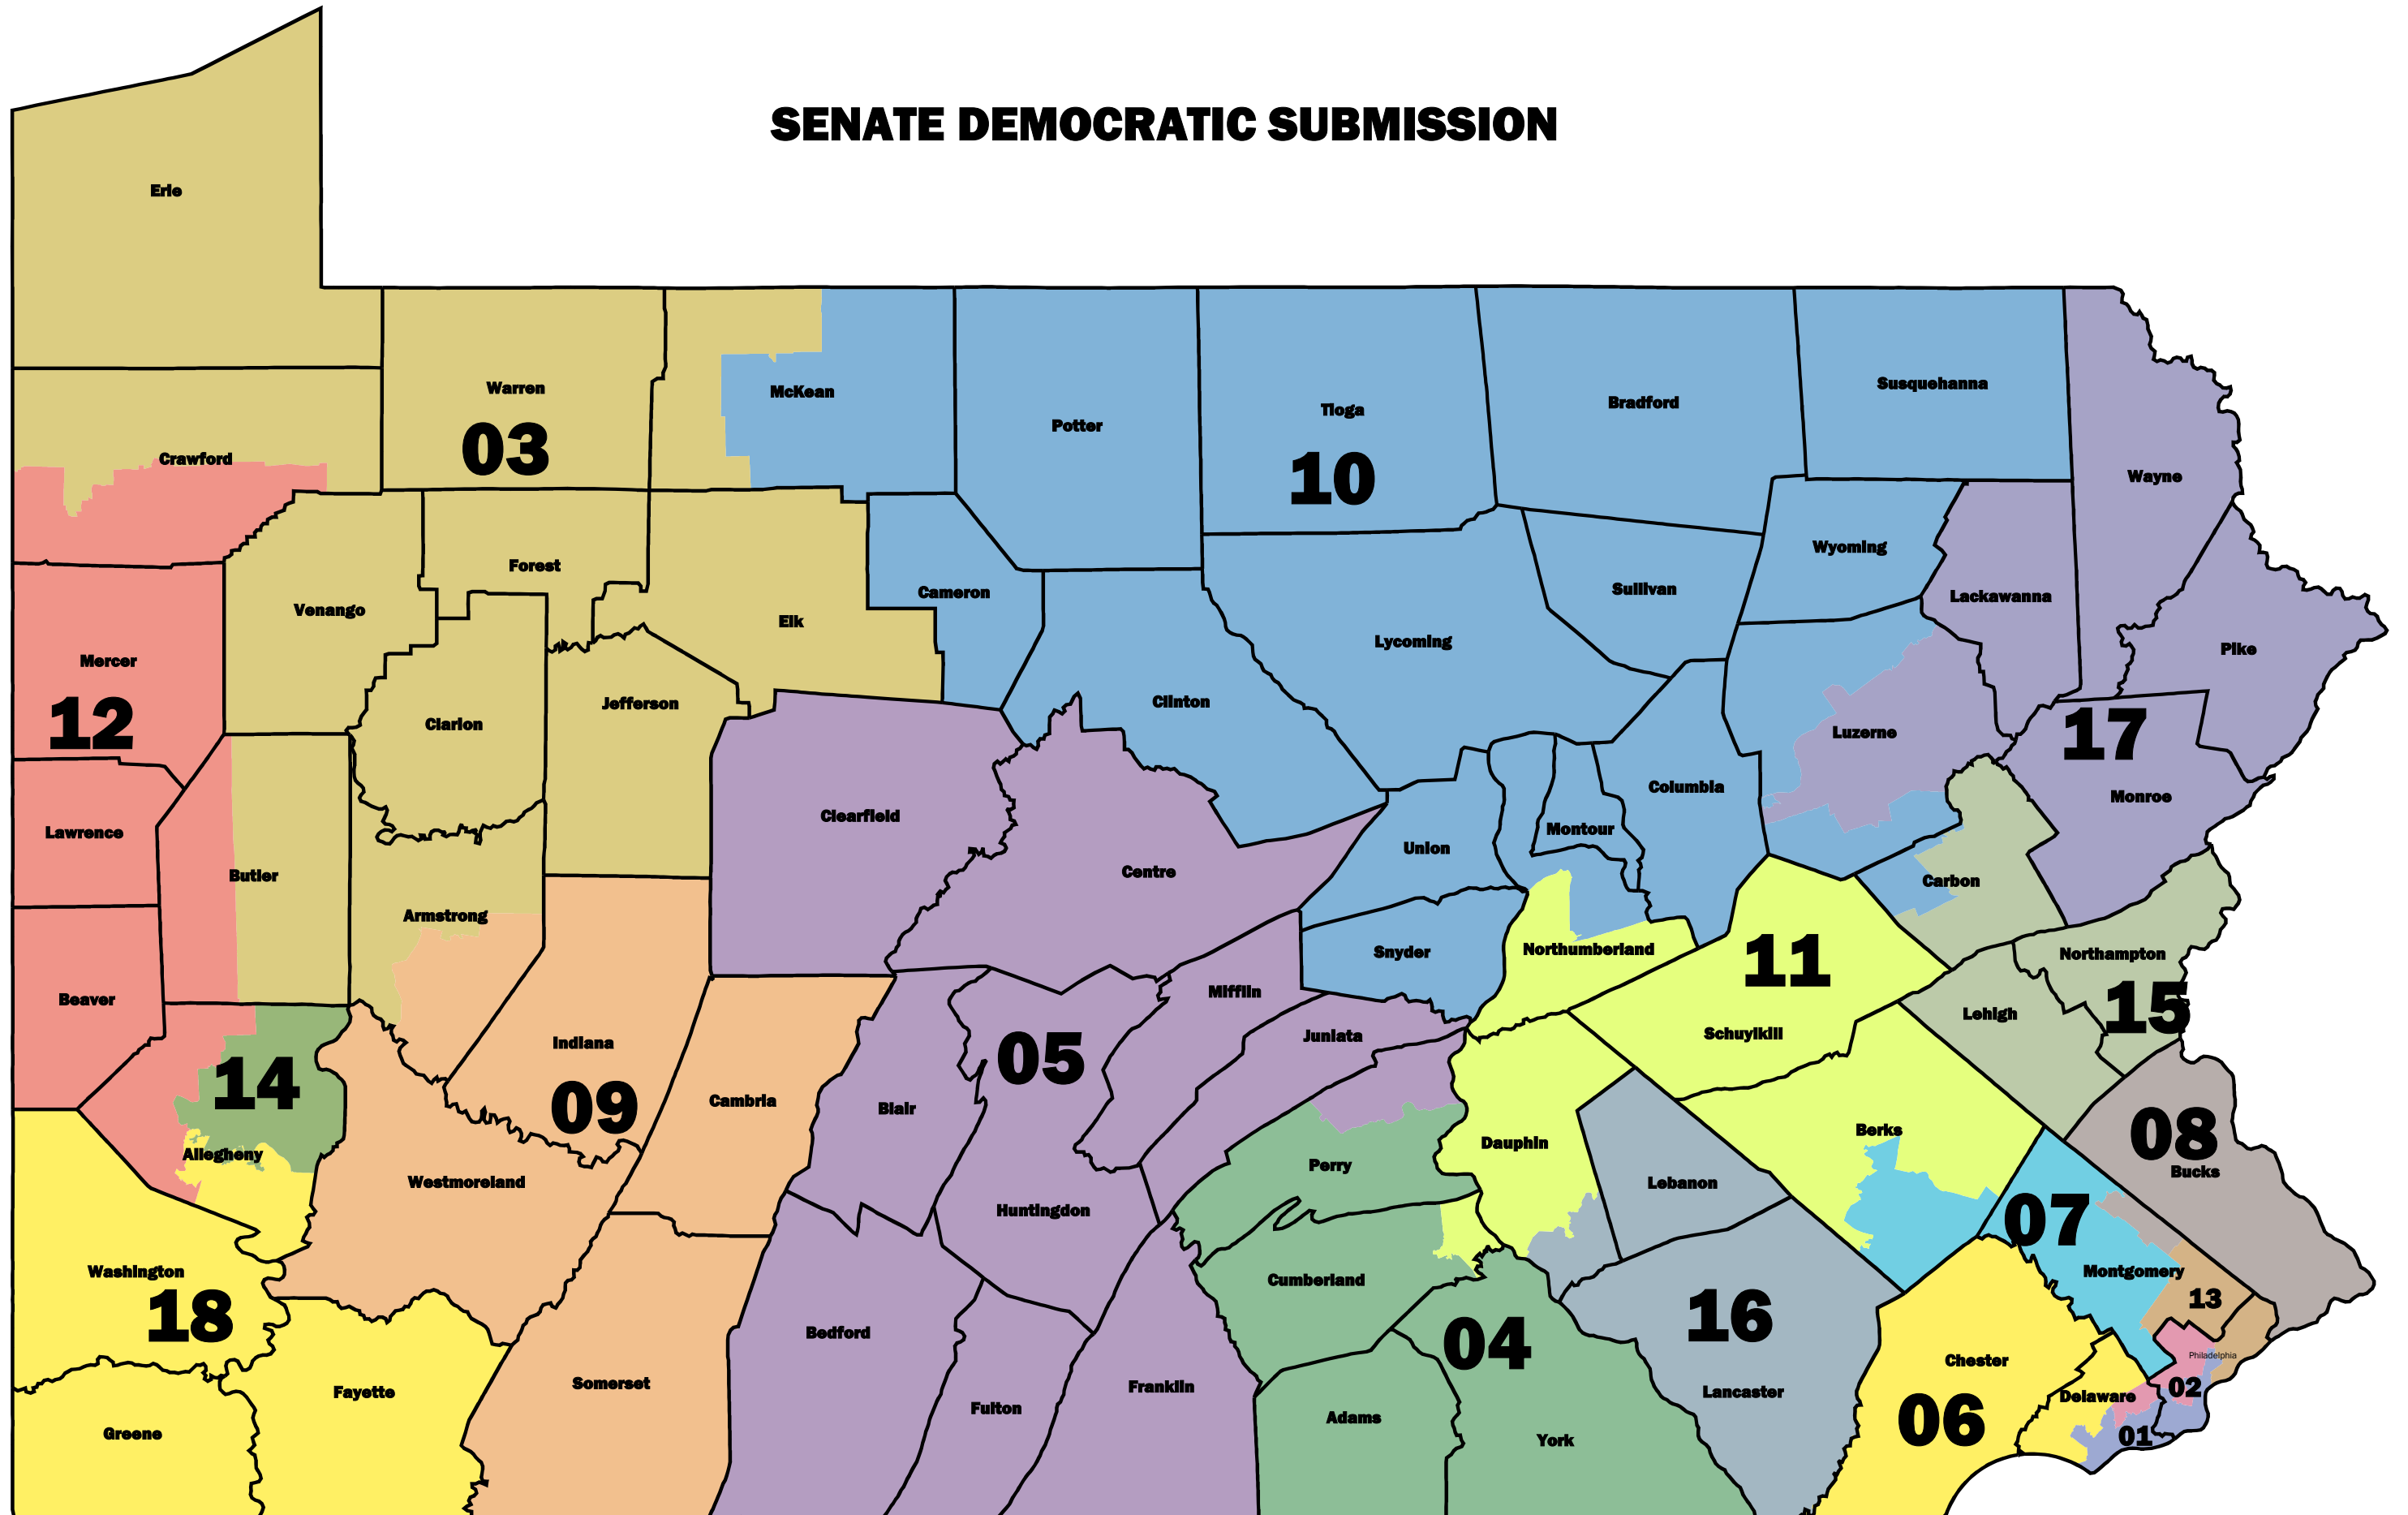 SENATE DEMOCRATIC SUBMISSION
Erie
Warren
McKean
Susquehanna
Bradford
Tioga
Potter
03
Crawford
10
Wayne
Wyoming
Forest
Cameron
Sullivan
Lackawanna
Venango
Elk
Lycoming
Pike
Mercer
Clinton
Jefferson
12
Clarion
Luzerne
17
Columbia
Monroe
Clearfield
Lawrence
Montour
Union
Centre
Butler
Carbon
Armstrong
Northumberland
Snyder
11
Northampton
Beaver
Mifflin
15
Lehigh
Juniata
Schuylkill
Indiana
05
14
09
Cambria
Blair
08
Berks
Dauphin
Allegheny
Perry
Bucks
Westmoreland
Lebanon
Huntingdon
07
Washington
Cumberland
Montgomery
18
13
16
Bedford
04
Philadelphia
Chester
Somerset
Franklin
02
Fayette
Lancaster
Delaware
Fulton
Adams
06
Greene
01
York